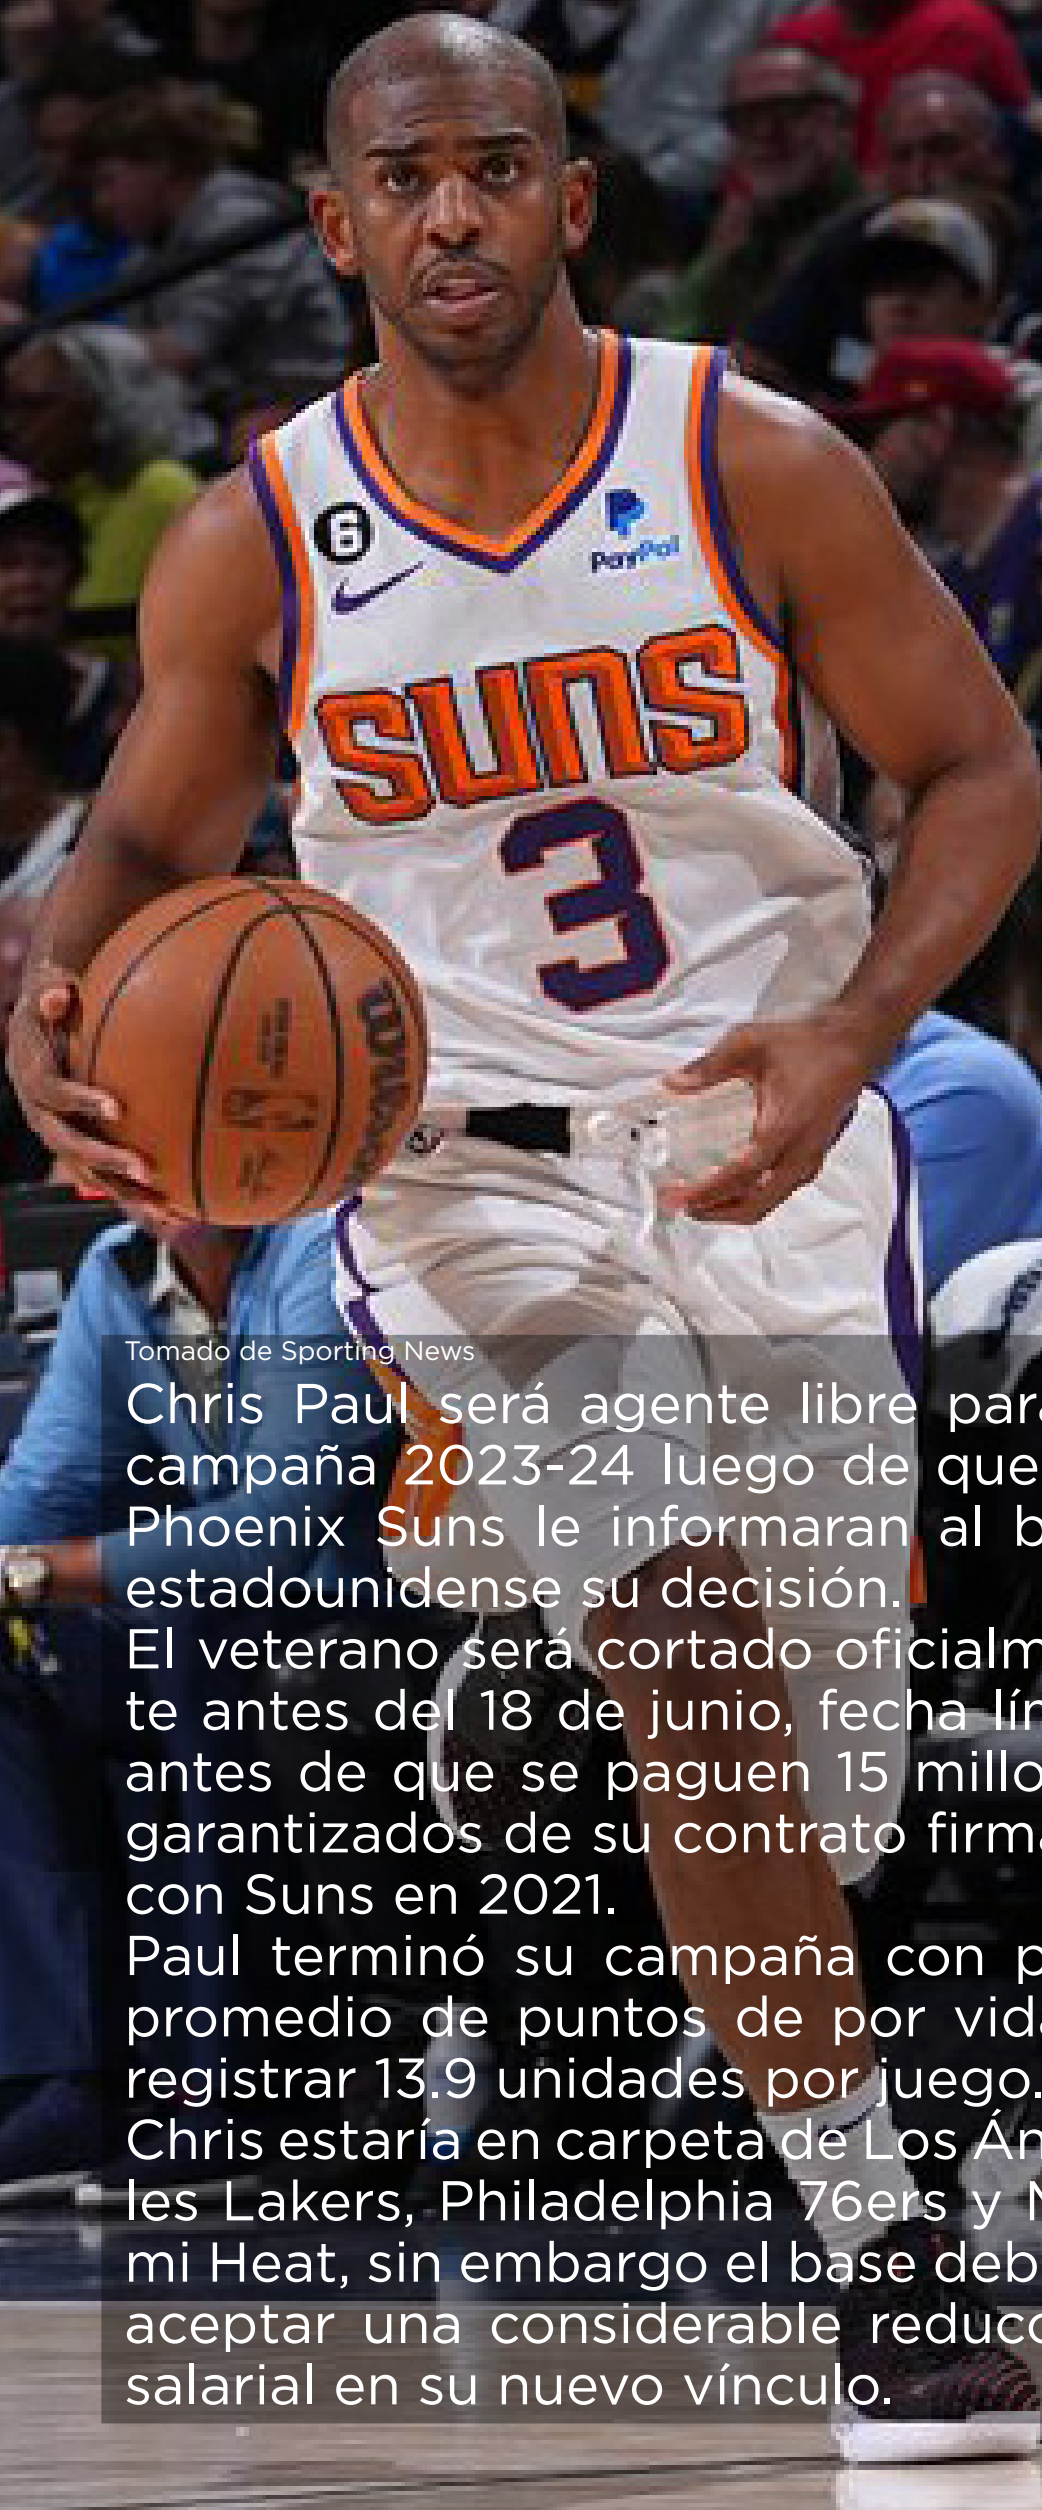 6
PayPal
SUNS
3
Wilson
Tomado de Sporting News
Chris Paul será agente libre para
campaña 2023-24 luego de que
Phoenix Suns le informaran al b
estadounidense su decisión.
El veterano será cortado oficialm
te antes del 18 de junio, fecha lím
antes de que se paguen 15 millo
garantizados de su contrato firma
con Suns en 2021.
Paul terminó su campaña con p
promedio de puntos de por vida
registrar 13.9 unidades por juego.
Chris estaría en carpeta de Los Án
les Lakers, Philadelphia 76ers y M
mi Heat, sin embargo el base deb
aceptar una considerable reducc
salarial en su nuevo vínculo.